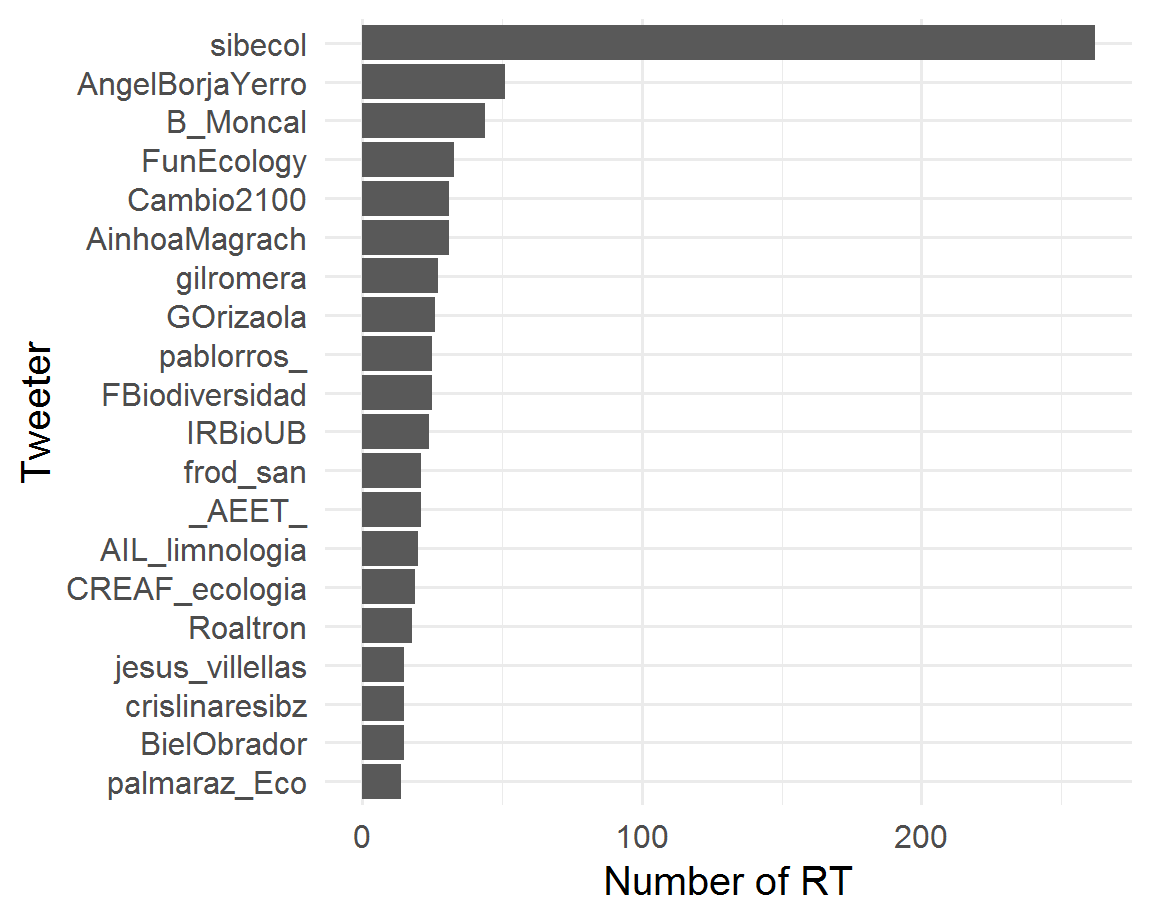 sibecol
AngelBorjaYerro
B_Moncal
FunEcology
Cambio2100
AinhoaMagrach
gilromera
GOrizaola
pablorros_
FBiodiversidad
IRBioUB
frod_san
_AEET_
AIL_limnologia
CREAF_ecologia
Roaltron
jesus_villellas
crislinaresibz
BielObrador
palmaraz_Eco
Tweeter
0 100 200
Number of RT